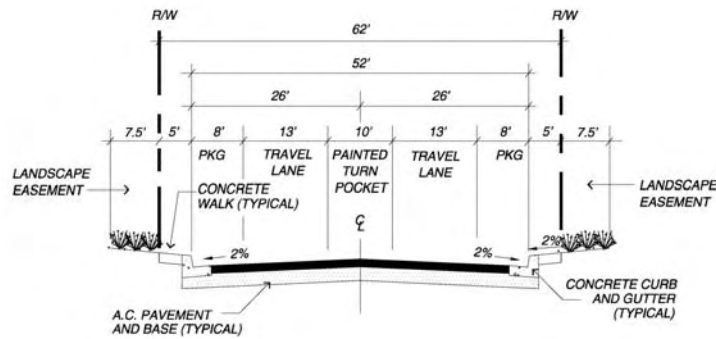 R/W
R/W
62'
52'
26'
26'
7.5'
5'
8'
13'
10'
13'
8'
5'
7.5'
PKG
TRAVEL
LANE
PAINTED
TURN
POCKET
TRAVEL
LANE
PKG
LANDSCAPE
EASEMENT
CONCRETE
WALK (TYPICAL)
LANDSCAPE
EASEMENT
CL
2%
2%
2%
A.C. PAVEMENT
AND BASE (TYPICAL)
CONCRETE CURB
AND GUTTER
(TYPICAL)